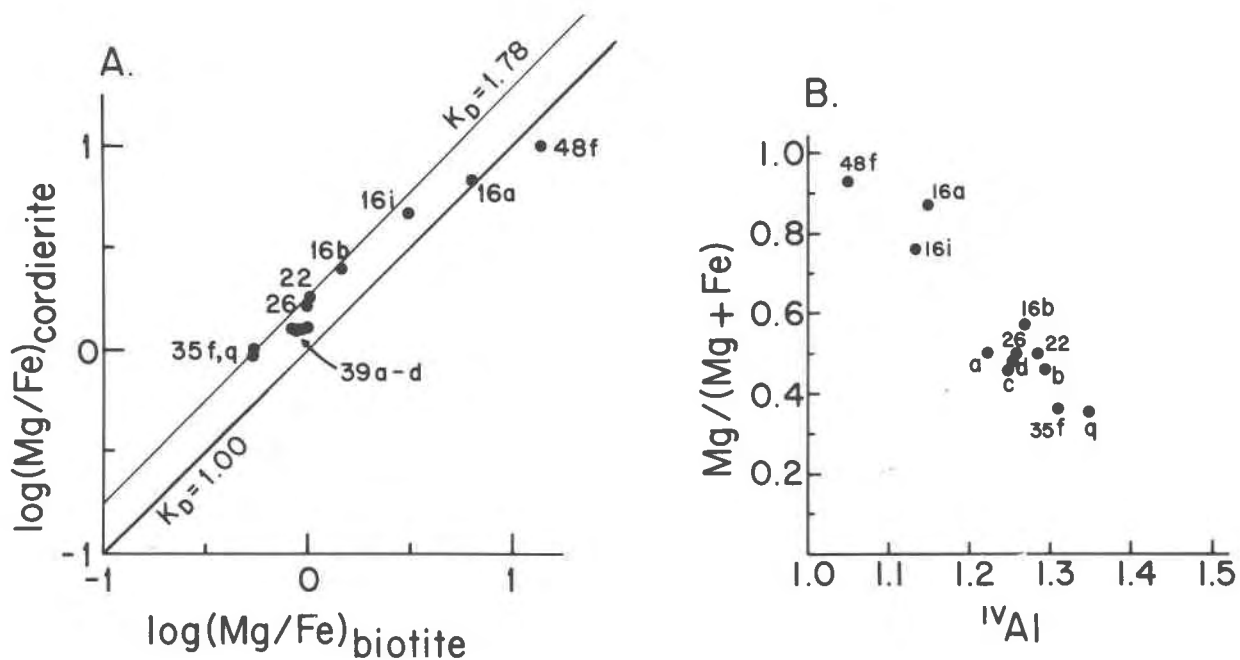 A.
K_D=1.78
K_D=1.00
48f
16a
16i
16b
22
26
35f,q
39a-d
1
0
-1
-1
0
1
log(Mg/Fe)cordierite
log(Mg/Fe)biotite
B.
1.0
0.8
0.6
0.4
0.2
48f
16a
16i
16b
26
22
a
d
c
b
35f
q
1.0
1.1
1.2
1.3
1.4
1.5
Mg/(Mg+Fe)
IVAl